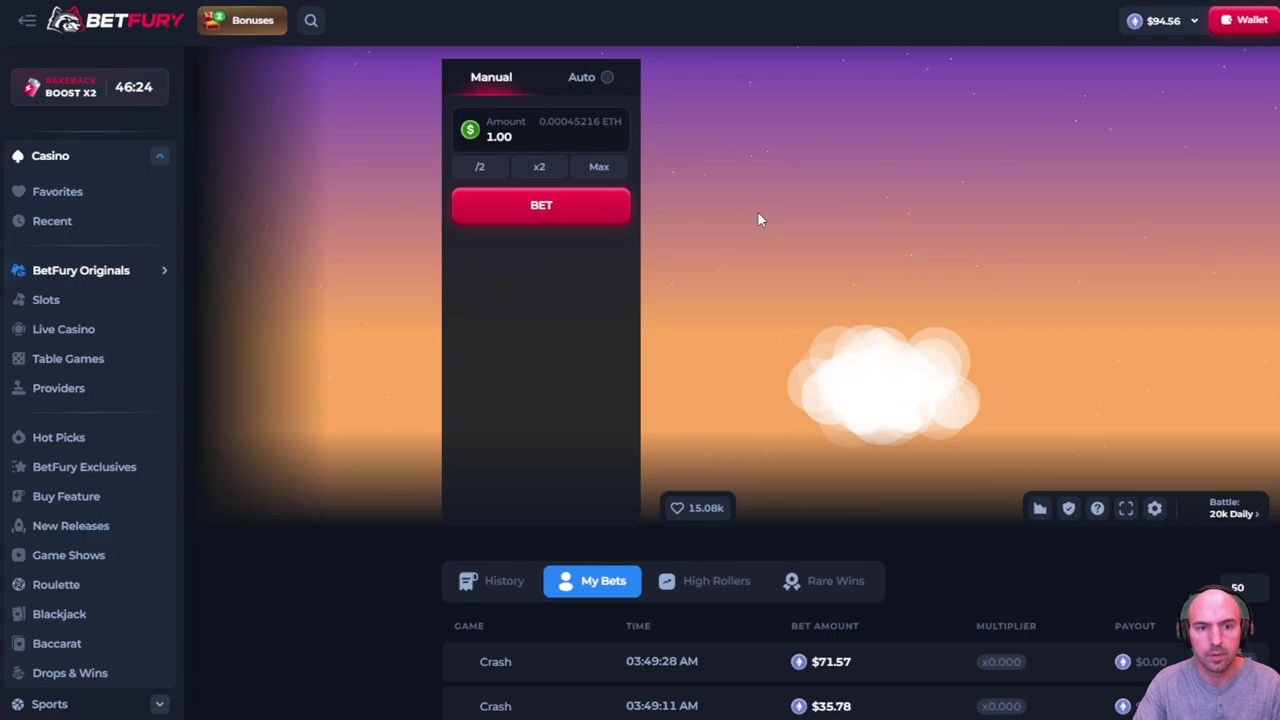 BETFURY
2
Bonuses
$94.56
Wallet
RAKEBACK
BOOST X2
46:24
Casino
Favorites
Recent
BetFury Originals
Slots
Live Casino
Table Games
Providers
Hot Picks
BetFury Exclusives
Buy Feature
New Releases
Game Shows
Roulette
Blackjack
Baccarat
Drops & Wins
Sports
Manual
Auto
Amount 0.00045216 ETH
$ 1.00
/2 x2 Max
BET
15.08k
Battle:
20k Daily
History My Bets High Rollers Rare Wins
50
GAME TIME BET AMOUNT MULTIPLIER PAYOUT
Crash 03:49:28 AM $71.57 x0.000 $0.00
Crash 03:49:11 AM $35.78 x0.000